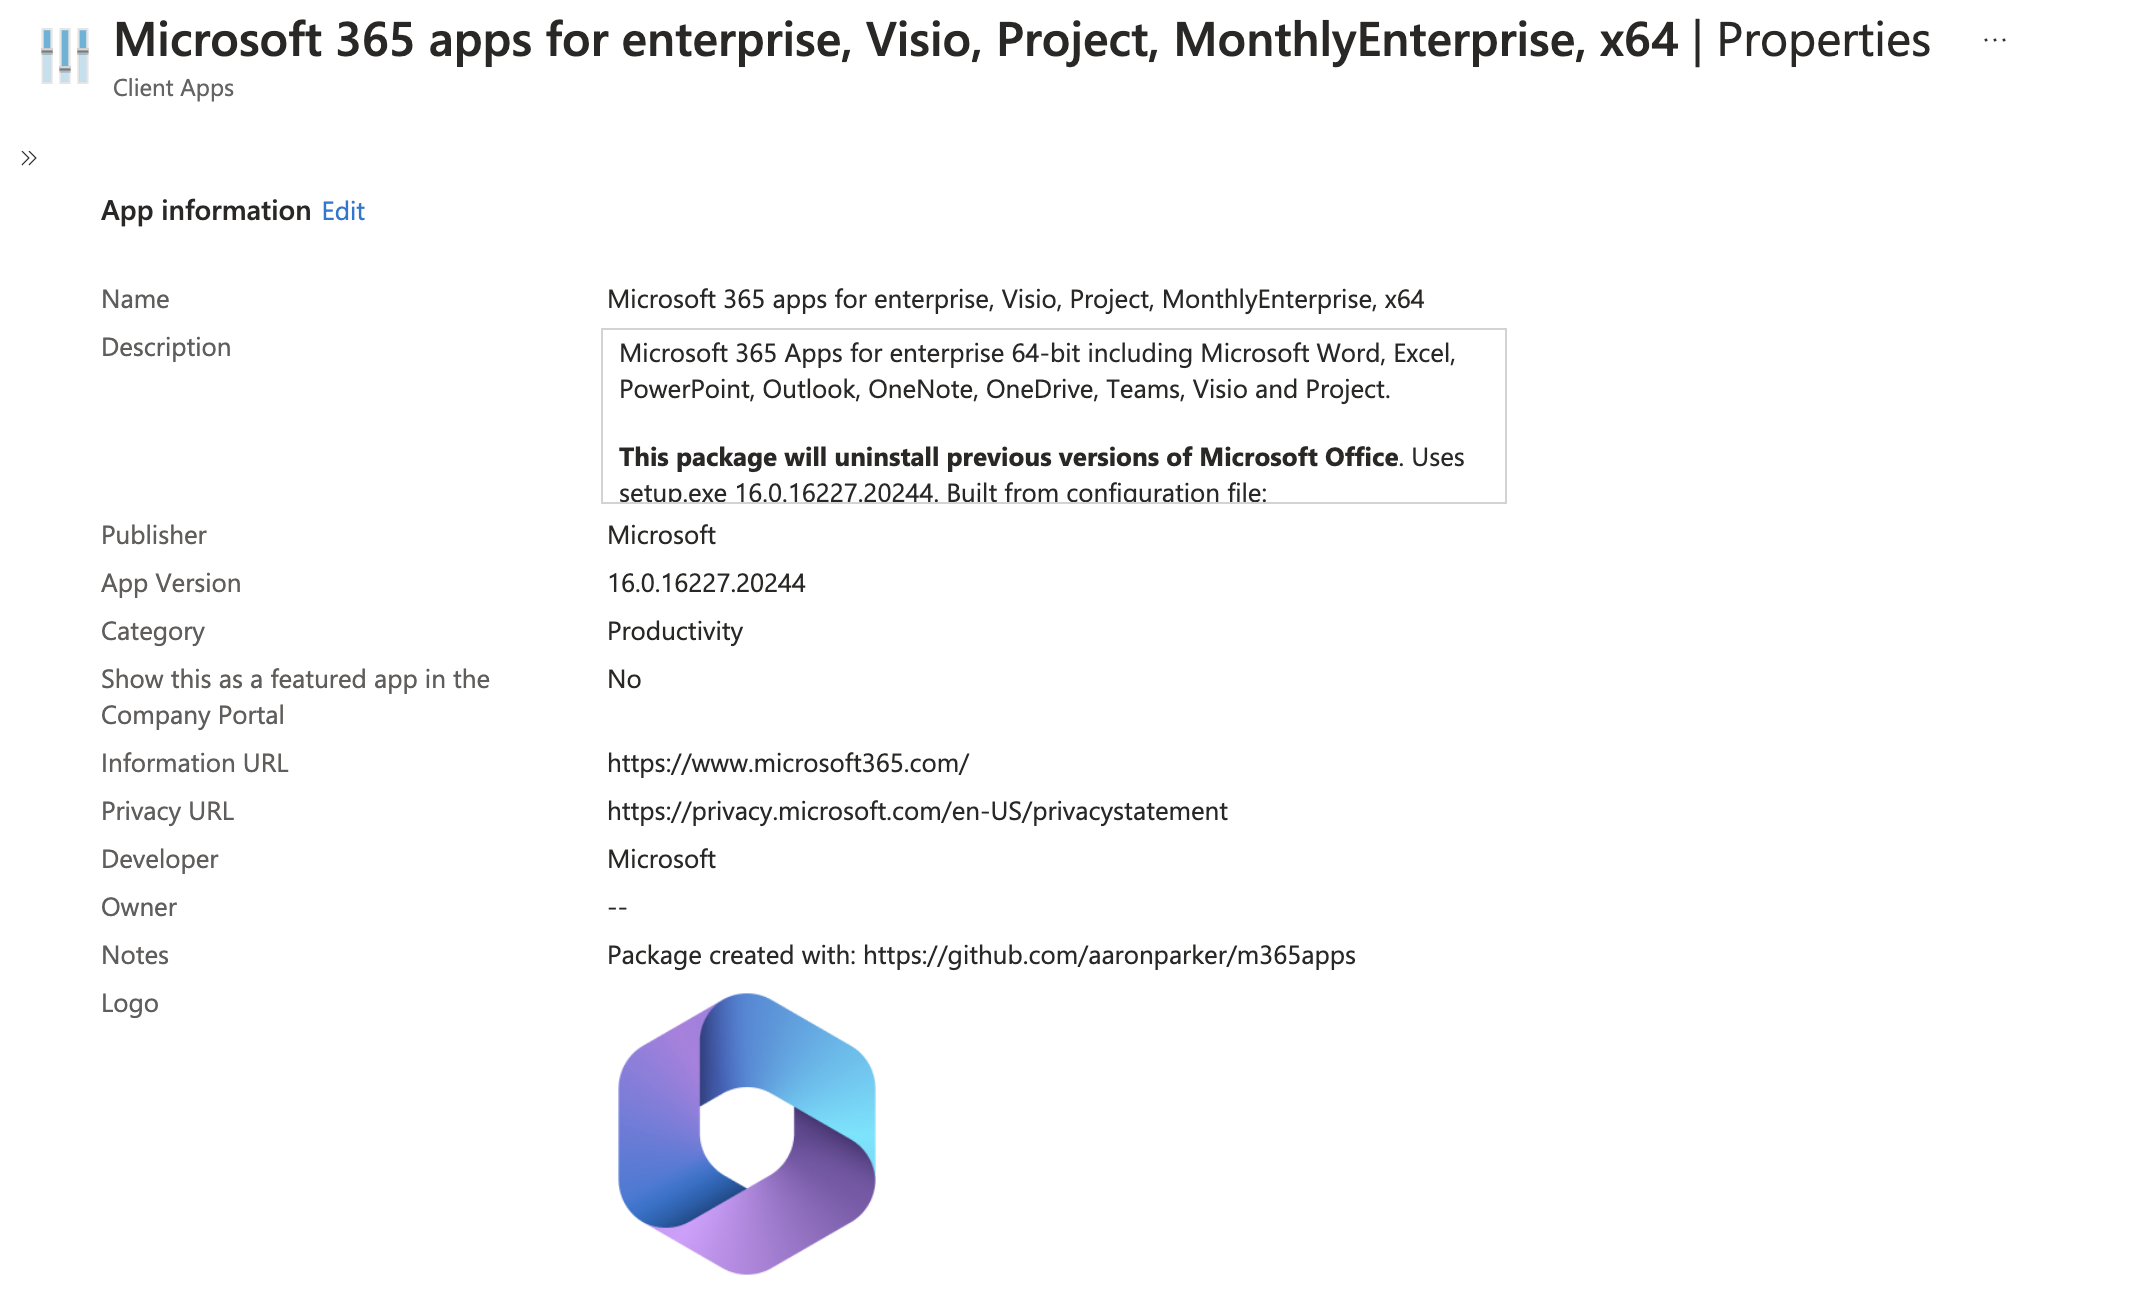 Microsoft 365 apps for enterprise, Visio, Project, MonthlyEnterprise, x64 | Properties ...
Client Apps
»
App information Edit
Name Microsoft 365 apps for enterprise, Visio, Project, MonthlyEnterprise, x64
Description
Microsoft 365 Apps for enterprise 64-bit including Microsoft Word, Excel,
PowerPoint, Outlook, OneNote, OneDrive, Teams, Visio and Project.
This package will uninstall previous versions of Microsoft Office. Uses
setup.exe 16.0.16227.20244. Built from configuration file:
Publisher Microsoft
App Version 16.0.16227.20244
Category Productivity
Show this as a featured app in the No
Company Portal
Information URL https://www.microsoft365.com/
Privacy URL https://privacy.microsoft.com/en-US/privacystatement
Developer Microsoft
Owner --
Notes Package created with: https://github.com/aaronparker/m365apps
Logo